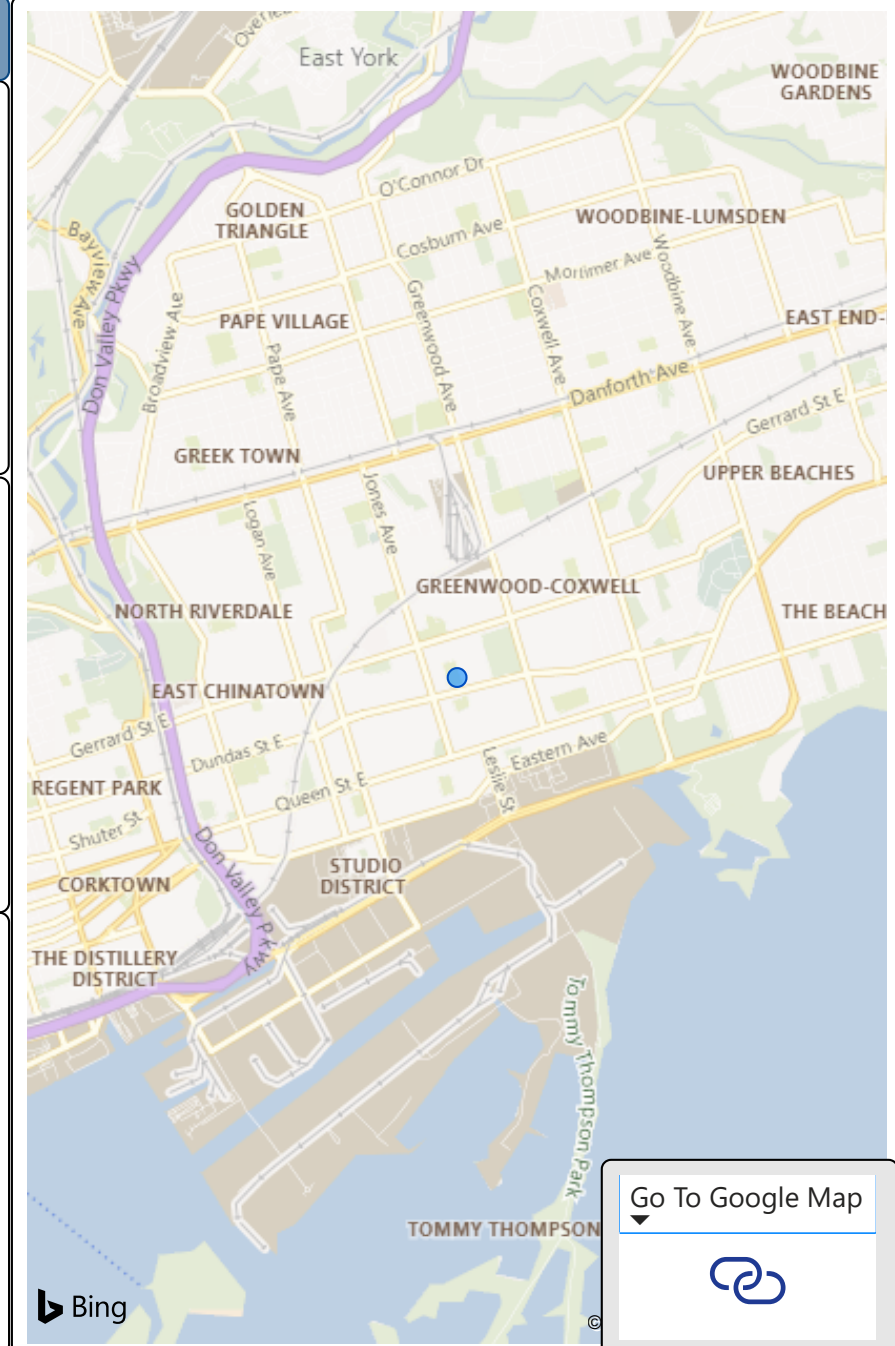 Overlea
East York
WOODBINE
GARDENS
O'Connor Dr
GOLDEN
TRIANGLE
WOODBINE-LUMSDEN
Cosburn Ave
Bayview Ave
Mortimer Ave
Woodbine Ave
Don Valley Pkwy
Greenwood Ave
Coxwell Ave
Broadview Ave
PAPE VILLAGE
EAST END-
Pape Ave
Danforth Ave
Gerrard St E
GREEK TOWN
UPPER BEACHES
Jones Ave
Logan Ave
GREENWOOD-COXWELL
NORTH RIVERDALE
THE BEACH
EAST CHINATOWN
Gerrard St E
Dundas St E
Eastern Ave
Leslie St
Queen St E
REGENT PARK
Shuter St
Don Valley Pkwy
STUDIO
DISTRICT
CORKTOWN
THE DISTILLERY
DISTRICT
Tommy Thompson Park
Go To Google Map
TOMMY THOMPSON
Bing
©